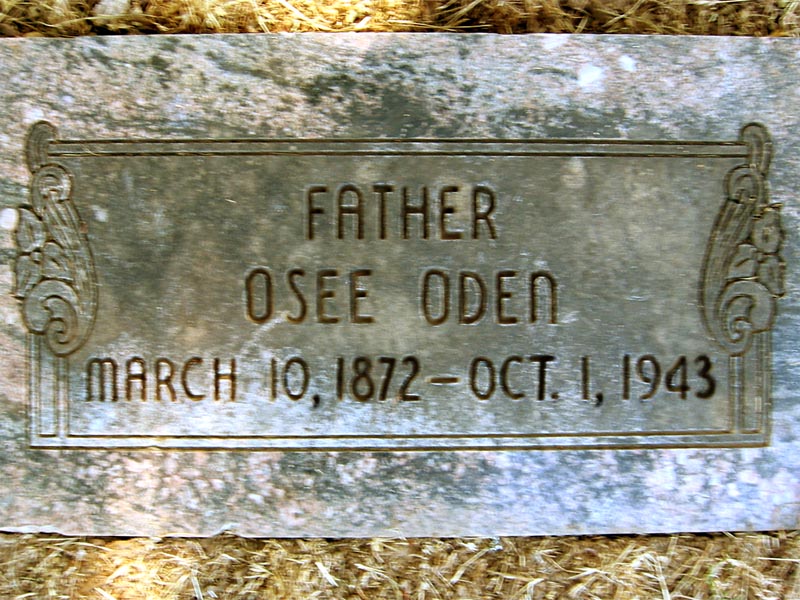 FATHER
OSEE ODEN
MARCH 10, 1872 – OCT. 1, 1943